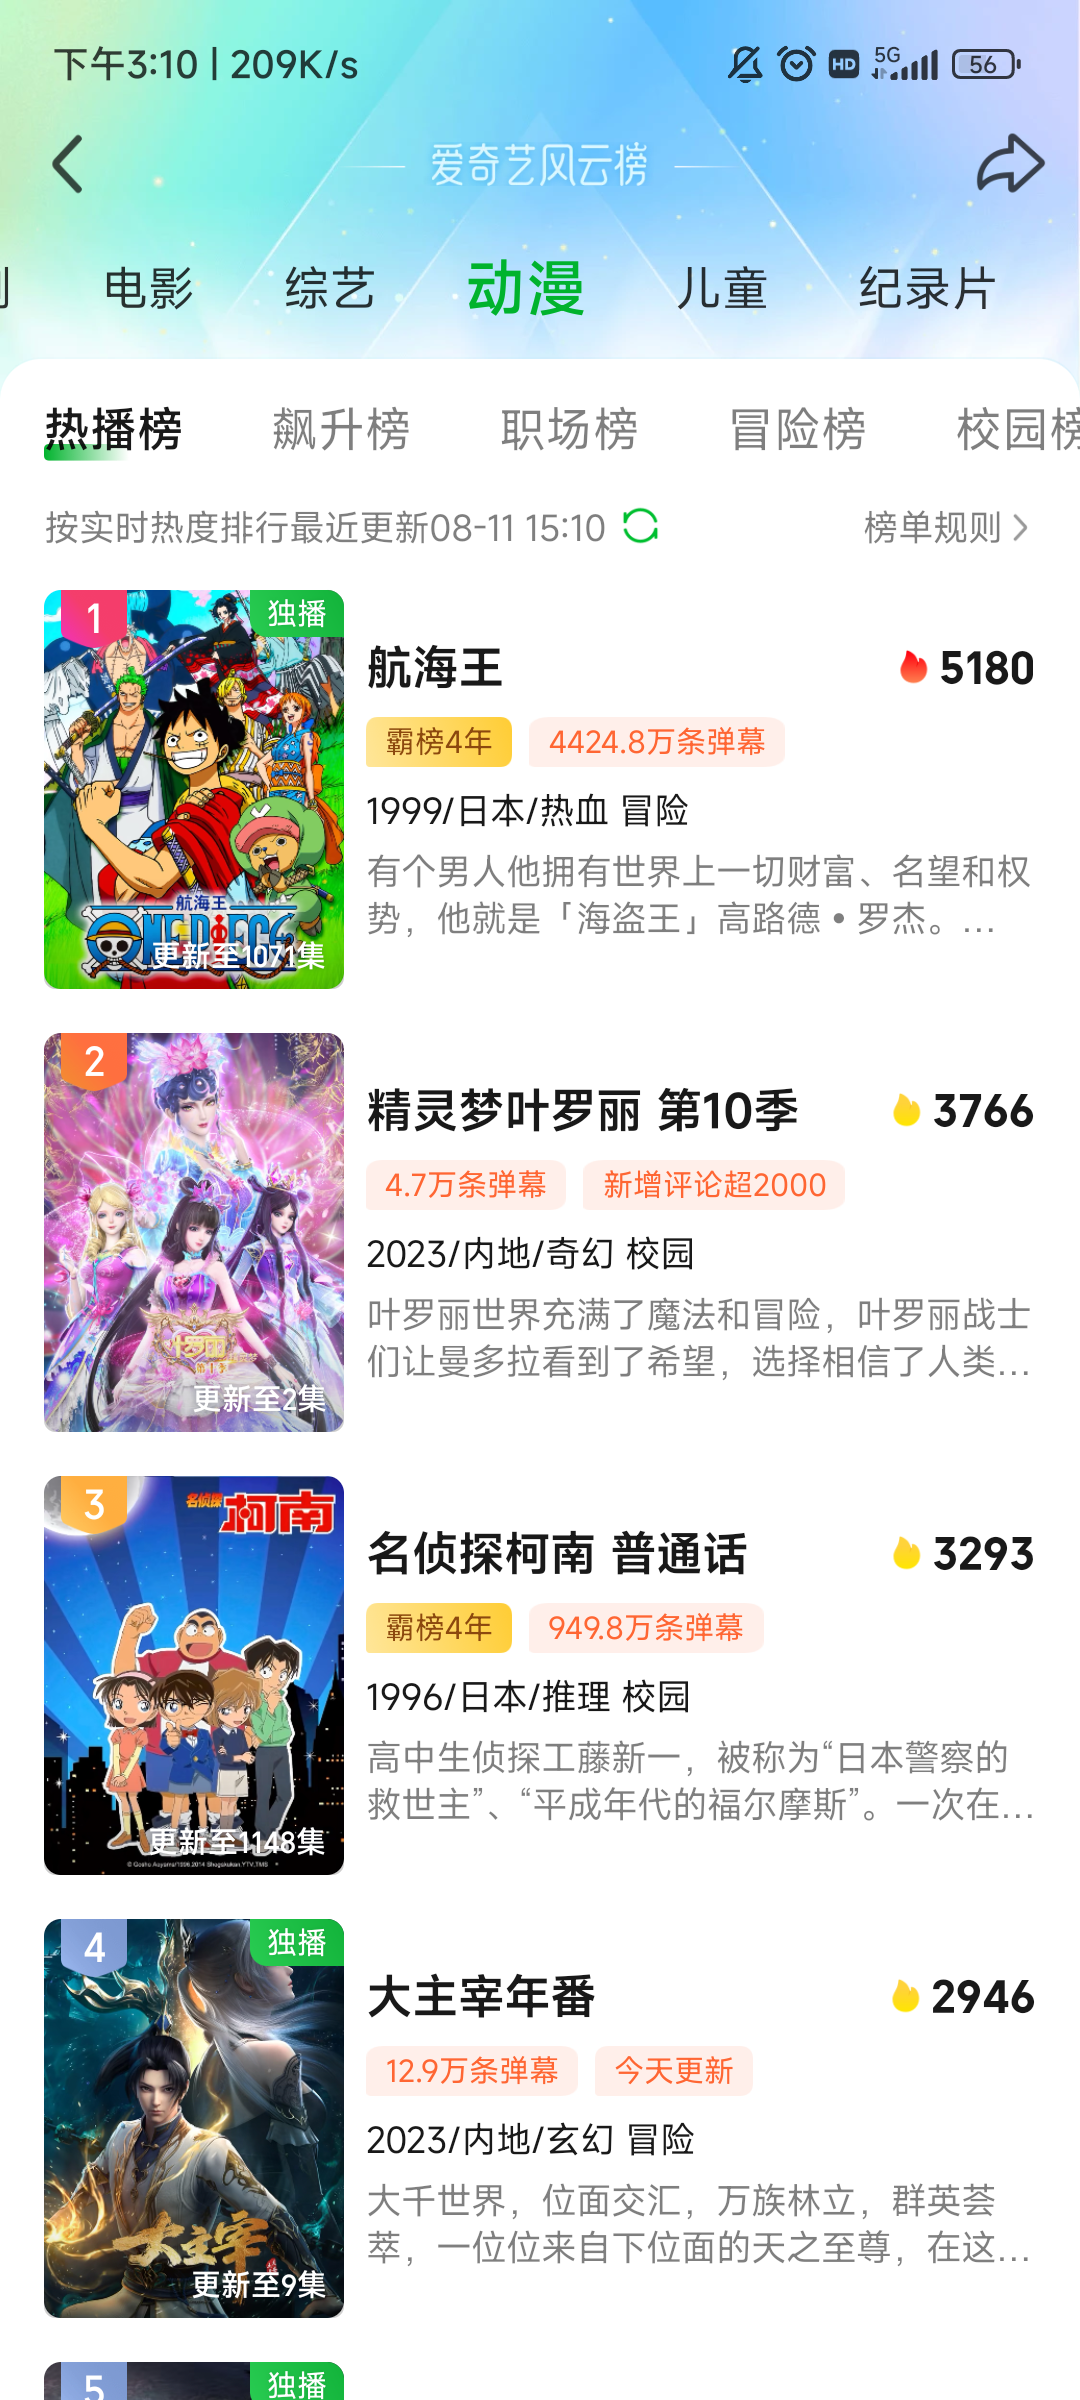 下午3:10 | 209K/s
HD 5G 56
爱奇艺风云榜
电影 综艺 动漫 儿童 纪录片
热播榜 飙升榜 职场榜 冒险榜 校园榜
按实时热度排行最近更新08-11 15:10 榜单规则
1 独播
航海王 5180
霸榜4年 4424.8万条弹幕
1999/日本/热血 冒险
有个男人他拥有世界上一切财富、名望和权
势，他就是「海盗王」高路德•罗杰。...
航海王
ONE PIECE
更新至1071集
2
精灵梦叶罗丽 第10季 3766
4.7万条弹幕 新增评论超2000
2023/内地/奇幻 校园
叶罗丽世界充满了魔法和冒险，叶罗丽战士
们让曼多拉看到了希望，选择相信了人类...
叶罗丽
更新至2集
3
名侦探柯南
名侦探柯南 普通话 3293
霸榜4年 949.8万条弹幕
1996/日本/推理 校园
高中生侦探工藤新一，被称为“日本警察的
救世主”、“平成年代的福尔摩斯”。一次在...
更新至1148集
© Gosho Aoyama/1996,2014 Shogakukan,YTV,TMS
4 独播
大主宰年番 2946
12.9万条弹幕 今天更新
2023/内地/玄幻 冒险
大千世界，位面交汇，万族林立，群英荟
萃，一位位来自下位面的天之至尊，在这...
大主宰
更新至9集
5 独播